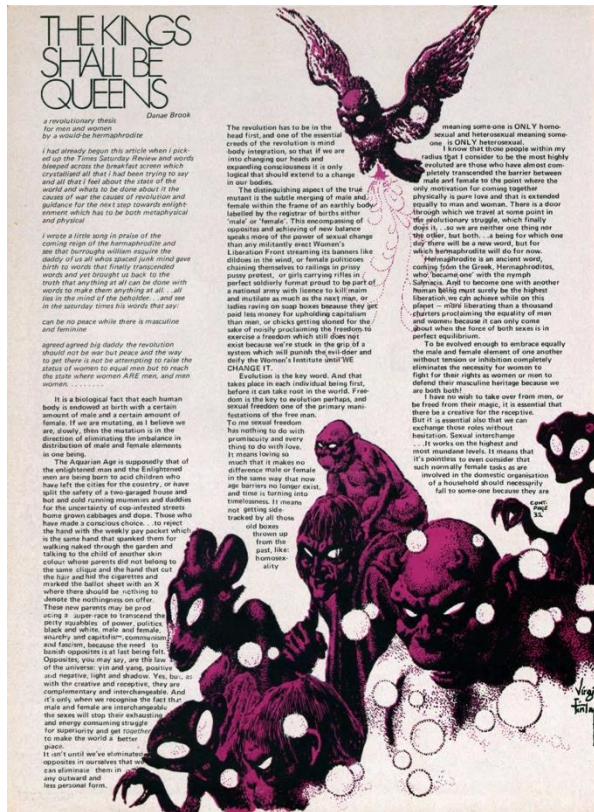 THE KINGS
SHALL BE
QUEENS
Danae Brook
a revolutionary thesis
for men and women
by a would-be hermaphrodite
i had already begun this article when i pick-
ed up the Times Saturday Review and words
bleeped across the breakfast screen which
crystallized all that i had been trying to say
and all that i feel about the state of the
world and whats to be done about it the
causes of war the causes of revolution and
guidance for the next step towards enlight-
enment which has to be both metaphysical
and physical
i wrote a little song in praise of the
coming reign of the hermaphrodite and
see that borroughs william esquire the
daddy of us all whos spaced junk mind gave
birth to words that finally transcended
words and yet brought us back to the
truth that anything at all can be done with
words to make them anything at all. . .all
lies in the mind of the beholder. . .and see
in the saturday times his words that say:
can be no peace while there is masculine
and feminine
agreed agreed big daddy the revolution
should not be war but peace and the way
to get there is not be attempting to raise the
status of women to equal men but to reach
the state where women ARE men, and men
women. . . . . . . .
It is a biological fact that each human
body is endowed at birth with a certain
amount of male and a certain amount of
female. If we are mutating, as I believe we
are, slowly, then the mutation is in the
direction of eliminating the imbalance in
distribution of male and female elements
in one being.
The Aquarian Age is supposedly that of
the enlightened man and the Enlightened
men are being born to acid children who
have left the cities for the country, or have
split the safety of a two-garaged house and
hot and cold running mummies and daddies
for the uncertainty of cop-infested streets
home grown cabbages and dope. Those who
have made a conscious choice. . .to reject
the hand with the weekly pay packet which
is the same hand that spanked them for
walking naked through the garden and
talking to the child of another skin
colour whose parents did not belong to
the same clique and the hand that cut
the hair and hid the cigarettes and
marked the ballot sheet with an X
where there should be nothing to
denote the nothingness on offer.
These new parents may be prod
ucing a super-race to transcend the
petty squabbles of power, politics,
black and white, male and female,
anarchy and capitalism, communism
and fascism, because the need to
banish opposites is at last being felt.
Opposites, you may say, are the law
of the universe: yin and yang, positive
and negative, light and shadow. Yes, but, as
with the creative and receptive, they are
complementary and interchangeable. And
it's only when we recognise the fact that
male and female are interchangeable
the sexes will stop their exhausting
and energy consuming struggle
for superiority and get together
to make the world a better
place.
It isn't until we've eliminated
opposites in ourselves that we
can eliminate them in
any outward and
less personal form.
The revolution has to be in the
head first, and one of the essential
creeds of the revolution is mind
body integration, so that if we are
into changing our heads and
expanding consciousness it is only
logical that should extend to a change
in our bodies.
The distinguishing aspect of the true
mutant is the subtle merging of male and
female within the frame of an earthly body
labelled by the registrar of births either
'male' or 'female'. This encompassing of
opposites and achieving of new balance
speaks more of the power of sexual change
than any militantly erect Women's
Liberation Front streaming its banners like
dildoes in the wind, or female politicoes
chaining themselves to railings in prissy
pussy pretext, or girls carrying rifles in
perfect soldierly format proud to be part of
a national army with licence to kill maim
and mutilate as much as the next man, or
ladies raving on soap boxes because they get
paid less money for upholding capitalism
than men, or chicks getting stoned for the
sake of noisily proclaiming the freedom to
exercise a freedom which still does not
exist because we're stuck in the grip of a
system which will punish the evil-doer and
deify the Women's Institute until WE
CHANGE IT.
Evolution is the key word. And that
takes place in each individual being first,
before it can take root in the world. Free-
dom is the key to evolution perhaps, and
sexual freedom one of the primary mani-
festations of the free man.
To me sexual freedom
has nothing to do with
promiscuity and every
thing to do with love.
It means loving so
much that it makes no
difference male or female
in the same way that now
age barriers no longer exist,
and time is turning into
timelessness. It means
not getting side-
tracked by all those
old boxes
thrown up
from the
past, like:
homosex-
ality
meaning some-one is ONLY homo-
sexual and heterosexual meaning some-
one is ONLY heterosexual.
I know that those people within my
radius that I consider to be the most highly
evoluted are those who have almost com-
pletely transcended the barrier between
male and female to the point where the
only motivation for coming together
physically is pure love and that is extended
equally to man and woman. There is a door
through which we travel at some point in
the evolutionary struggle, which finally
does it, . .so we are neither one thing nor
the other, but both. . .a being for which one
day there will be a new word, but for
which hermaphrodite will do for now.
Hermaphrodite is an ancient word,
coming from the Greek, Hermaphroditos,
who 'became one' with the nymph
Salmacis. And to become one with another
human being must surely be the highest
liberation we can achieve while on this
planet — more liberating than a thousand
charters proclaiming the equality of men
and women because it can only come
about when the force of both sexes is in
perfect equilibrium.
To be evolved enough to embrace equally
the male and female element of one another
without tension or inhibition completely
eliminates the necessity for women to
fight for their rights as women or men to
defend their masculine heritage because we
are both both!
I have no wish to take over from men, or
be freed from their magic, it is essential that
there be a creative for the receptive.
But it is essential also that we can
exchange those roles without
hesitation. Sexual interchange
. . .It works on the highest and
most mundane levels. It means that
it's pointless to even consider that
such normally female tasks as are
involved in the domestic organisation
of a household should necessarily
fall to some-one because they are
CONT.
PAGE
32
Virgil
Finlay